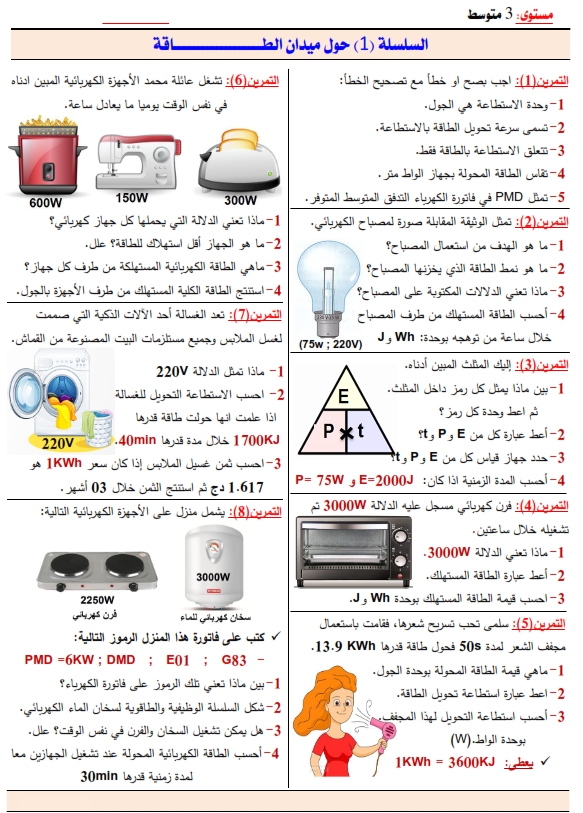 مستوى: 3 متوسط
السلسلة (1) حول ميدان الطـــــــــــــاقة
التمرين(1): اجب بصح او خطأ مع تصحيح الخطأ:
1- وحدة الاستطاعة هي الجول.
2- تسمى سرعة تحويل الطاقة بالاستطاعة.
3- تتعلق الاستطاعة بالطاقة فقط.
4- تقاس الطاقة المحولة بجهاز الواط متر.
5- تمثل PMD في فاتورة الكهرباء التدفق المتوسط المتوفر.
التمرين(2): تمثل الوثيقة المقابلة صورة لمصباح الكهربائي.
1- ما هو الهدف من استعمال المصباح؟
2- ما هو نمط الطاقة الذي يخزنها المصباح؟
3- ماذا تعني الدلالات المكتوبة على المصباح؟
4- أحسب الطاقة المستهلك من طرف المصباح
خلال ساعة من توهجه بوحدة: Wh و J
(75w ; 220V)
التمرين(3): إليك المثلث المبين أدناه.
1- بين ماذا يمثل كل رمز داخل المثلث.
ثم اعط وحدة كل رمز؟
2- أعط عبارة كل من E و P و t؟
3- حدد جهاز قياس كل من E و P و t؟
4- أحسب المدة الزمنية اذا كان: E=2000J و P= 75W
E
P × t
التمرين(4): فرن كهربائي مسجل عليه الدلالة 3000W تم
تشغيله خلال ساعتين.
1- ماذا تعني الدلالة 3000W.
2- أعط عبارة الطاقة المستهلك.
3- احسب قيمة الطاقة المستهلك بوحدة Wh و J.
التمرين(5): سلمى تحب تسريح شعرها، فقامت باستعمال
مجفف الشعر لمدة 50s فحول طاقة قدرها 13.9 KWh.
1- ماهي قيمة الطاقة المحولة بوحدة الجول.
2- اعط عبارة استطاعة تحويل الطاقة.
3- أحسب استطاعة التحويل لهذا المجفف
بوحدة الواط.(W)
✓ يعطى: 1KWh = 3600KJ
التمرين(6): تشغل عائلة محمد الأجهزة الكهربائية المبين ادناه
في نفس الوقت يوميا ما يعادل ساعة.
600W
150W
300W
1- ماذا تعني الدلالة التي يحملها كل جهاز كهربائي؟
2- ما هو الجهاز أقل استهلاك للطاقة؟ علل.
3- ماهي الطاقة الكهربائية المستهلكة من طرف كل جهاز؟
4- استنتج الطاقة الكلية المستهلك من طرف الأجهزة بالجول.
التمرين(7): تعد الغسالة أحد الآلات الذكية التي صممت
لغسل الملابس وجميع مستلزمات البيت المصنوعة من القماش.
1- ماذا تمثل الدلالة 220V
2- احسب الاستطاعة التحويل للغسالة
اذا علمت انها حولت طاقة قدرها
1700KJ خلال مدة قدرها 40min.
220V
3- احسب ثمن غسيل الملابس إذا كان سعر 1KWh هو
1.617 دج ثم استنتج الثمن خلال 03 أشهر.
التمرين(8): يشمل منزل على الأجهزة الكهربائية التالية:
2250W
فرن كهربائي
3000W
سخان كهربائي للماء
✓ كتب على فاتورة هذا المنزل الرموز التالية:
PMD =6KW ; DMD ; E01 ; G83 -
1- بين ماذا تعني تلك الرموز على فاتورة الكهرباء؟
2- شكل السلسلة الوظيفية والطاقوية لسخان الماء الكهربائي.
3- هل يمكن تشغيل السخان والفرن في نفس الوقت؟ علل.
4- أحسب الطاقة الكهربائية المحولة عند تشغيل الجهازين معا
لمدة زمنية قدرها 30min